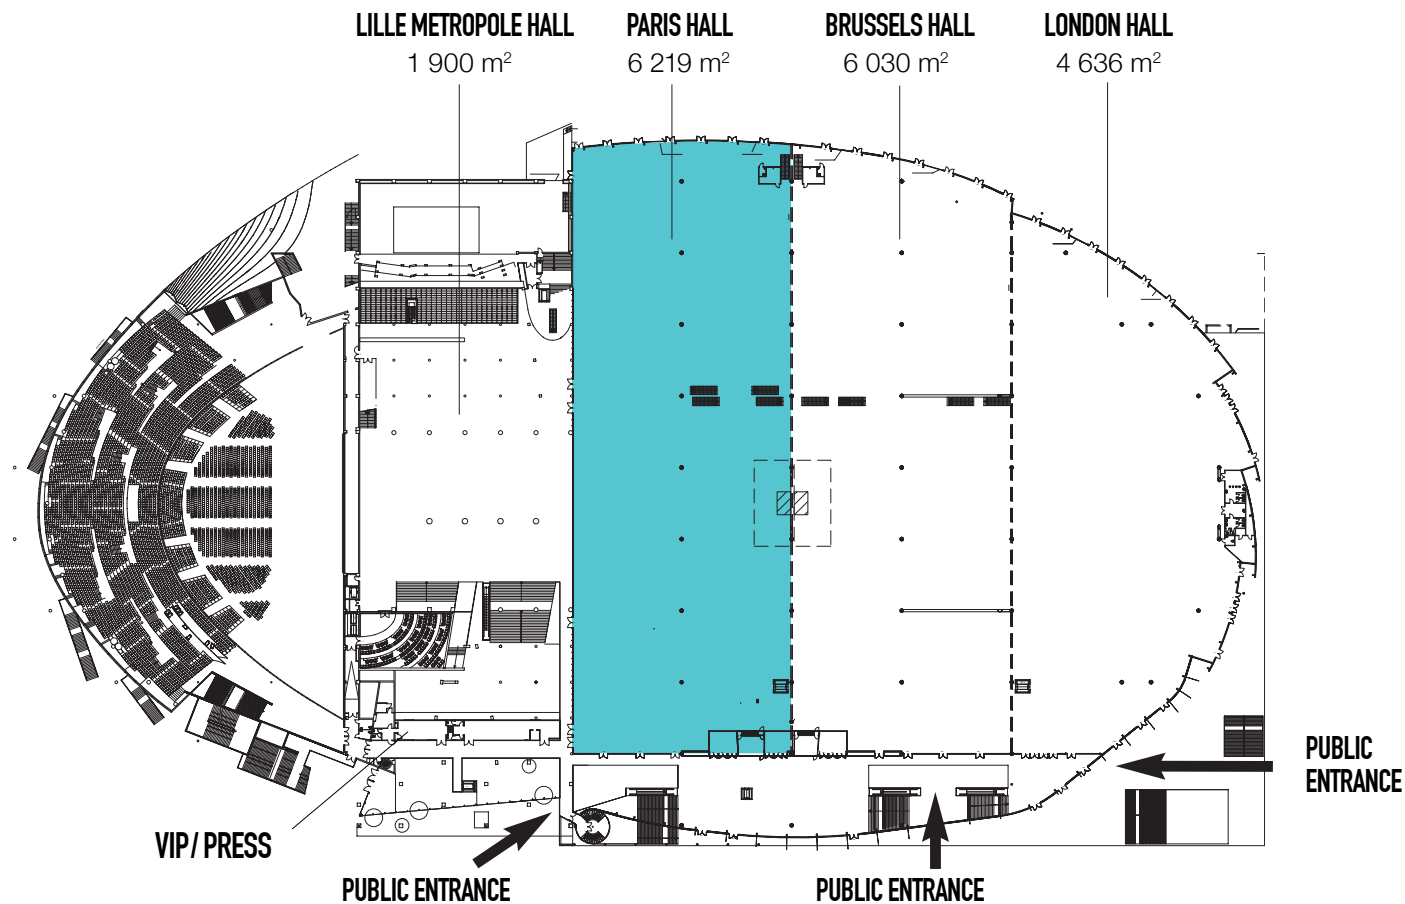 LILLE METROPOLE HALL
1 900 m²
PARIS HALL
6 219 m²
BRUSSELS HALL
6 030 m²
LONDON HALL
4 636 m²
PUBLIC
ENTRANCE
VIP / PRESS
PUBLIC ENTRANCE
PUBLIC ENTRANCE